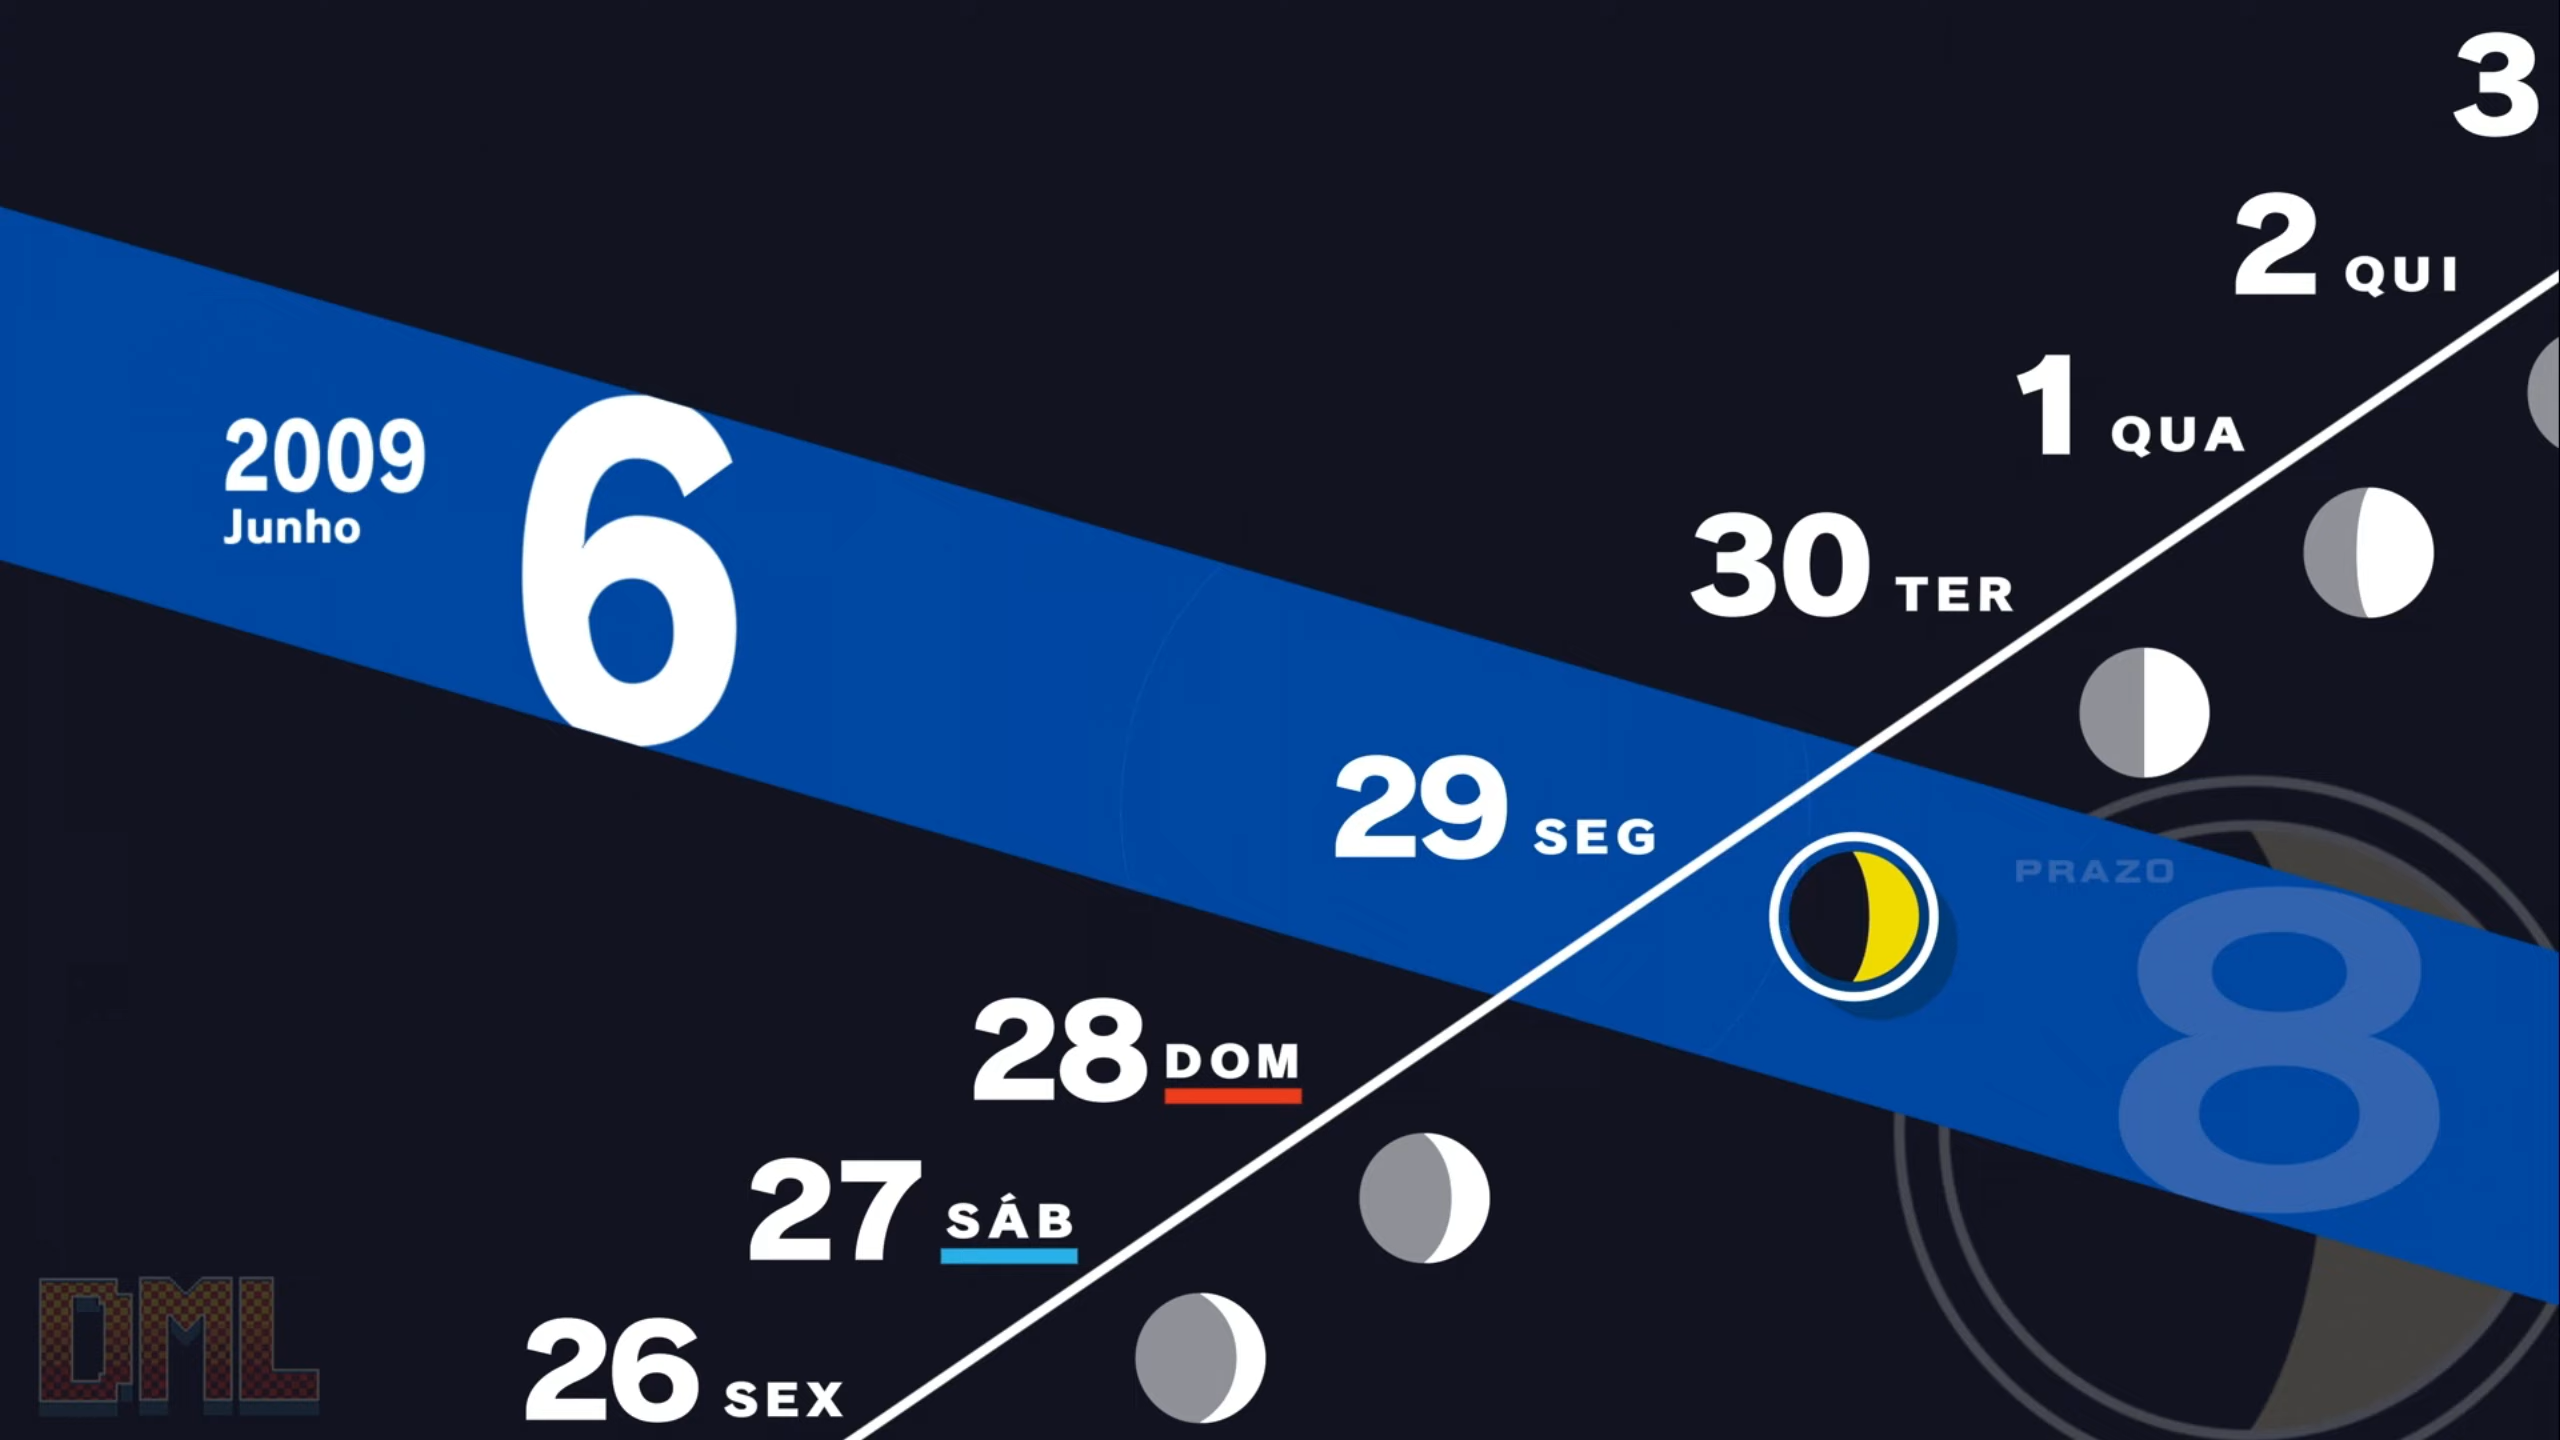 3
2 QUI
1 QUA
30 TER
2009
Junho
6
29 SEG
PRAZO
8
28 DOM
27 SÁB
26 SEX
DML